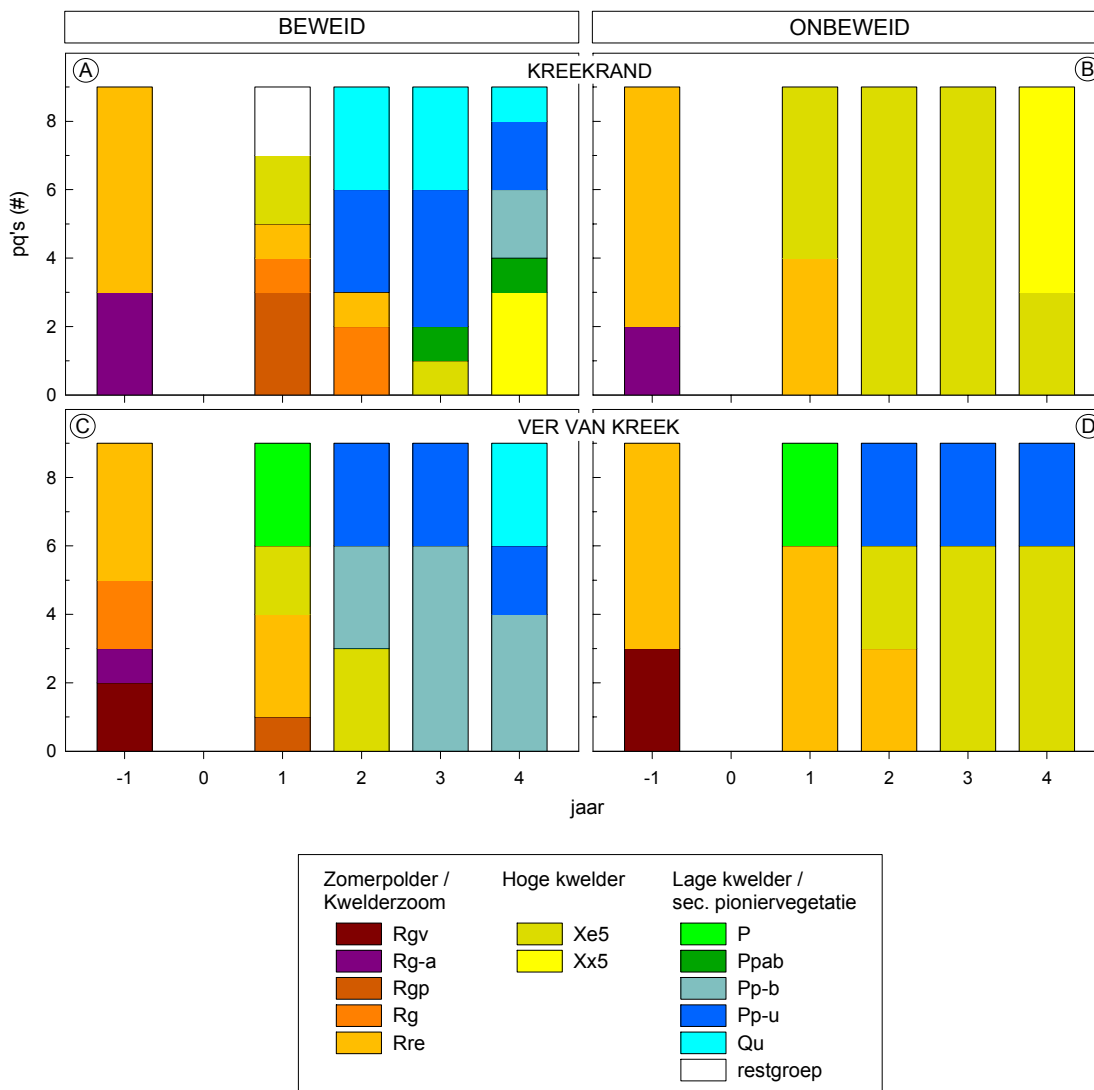 BEWEID
ONBEWEID
A
KREEKRAND
B
8
6
4
2
0
pq's (#)
C
VER VAN KREEK
D
8
6
4
2
0
-1 0 1 2 3 4
-1 0 1 2 3 4
jaar
Zomerpolder /
Kwelderzoom
Rgv
Rg-a
Rgp
Rg
Rre
Hoge kwelder
Xe5
Xx5
Lage kwelder /
sec. pioniervegetatie
P
Ppab
Pp-b
Pp-u
Qu
restgroep